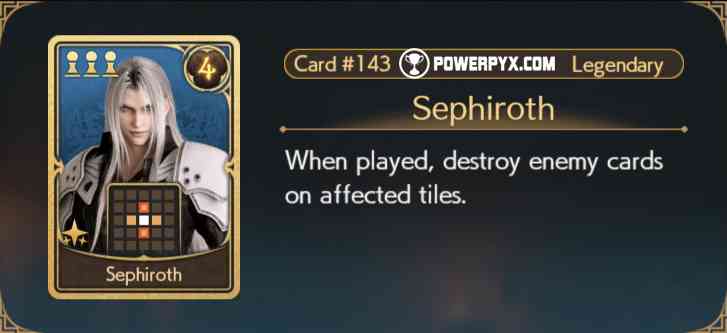 4
Sephiroth
Card #143 POWERPYX.COM Legendary
Sephiroth
When played, destroy enemy cards
on affected tiles.